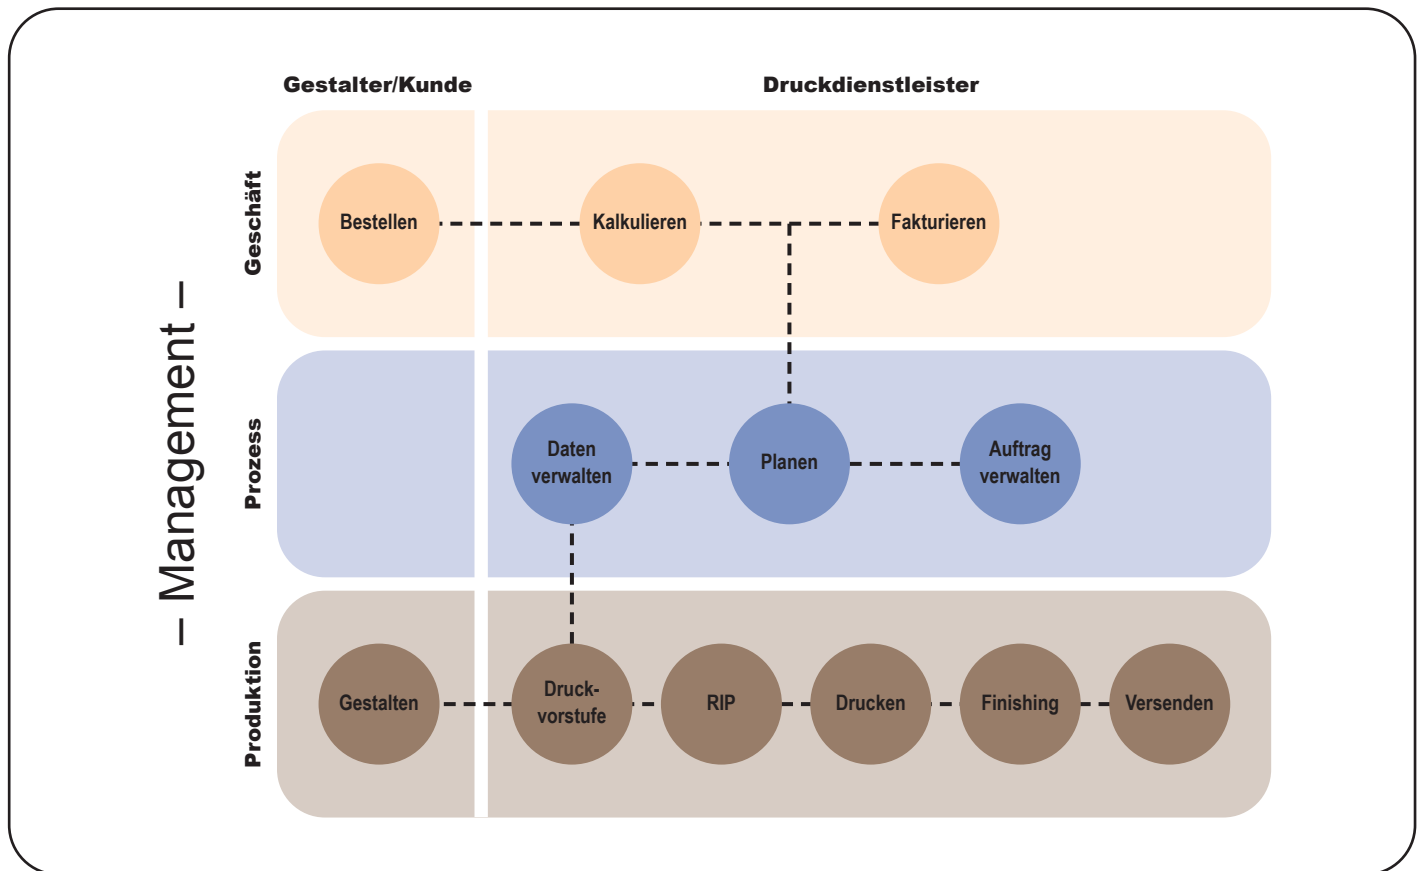 Gestalter/Kunde
Druckdienstleister
– Management –
Geschäft
Bestellen
Kalkulieren
Fakturieren
Prozess
Daten
verwalten
Planen
Auftrag
verwalten
Produktion
Gestalten
Druck-
vorstufe
RIP
Drucken
Finishing
Versenden